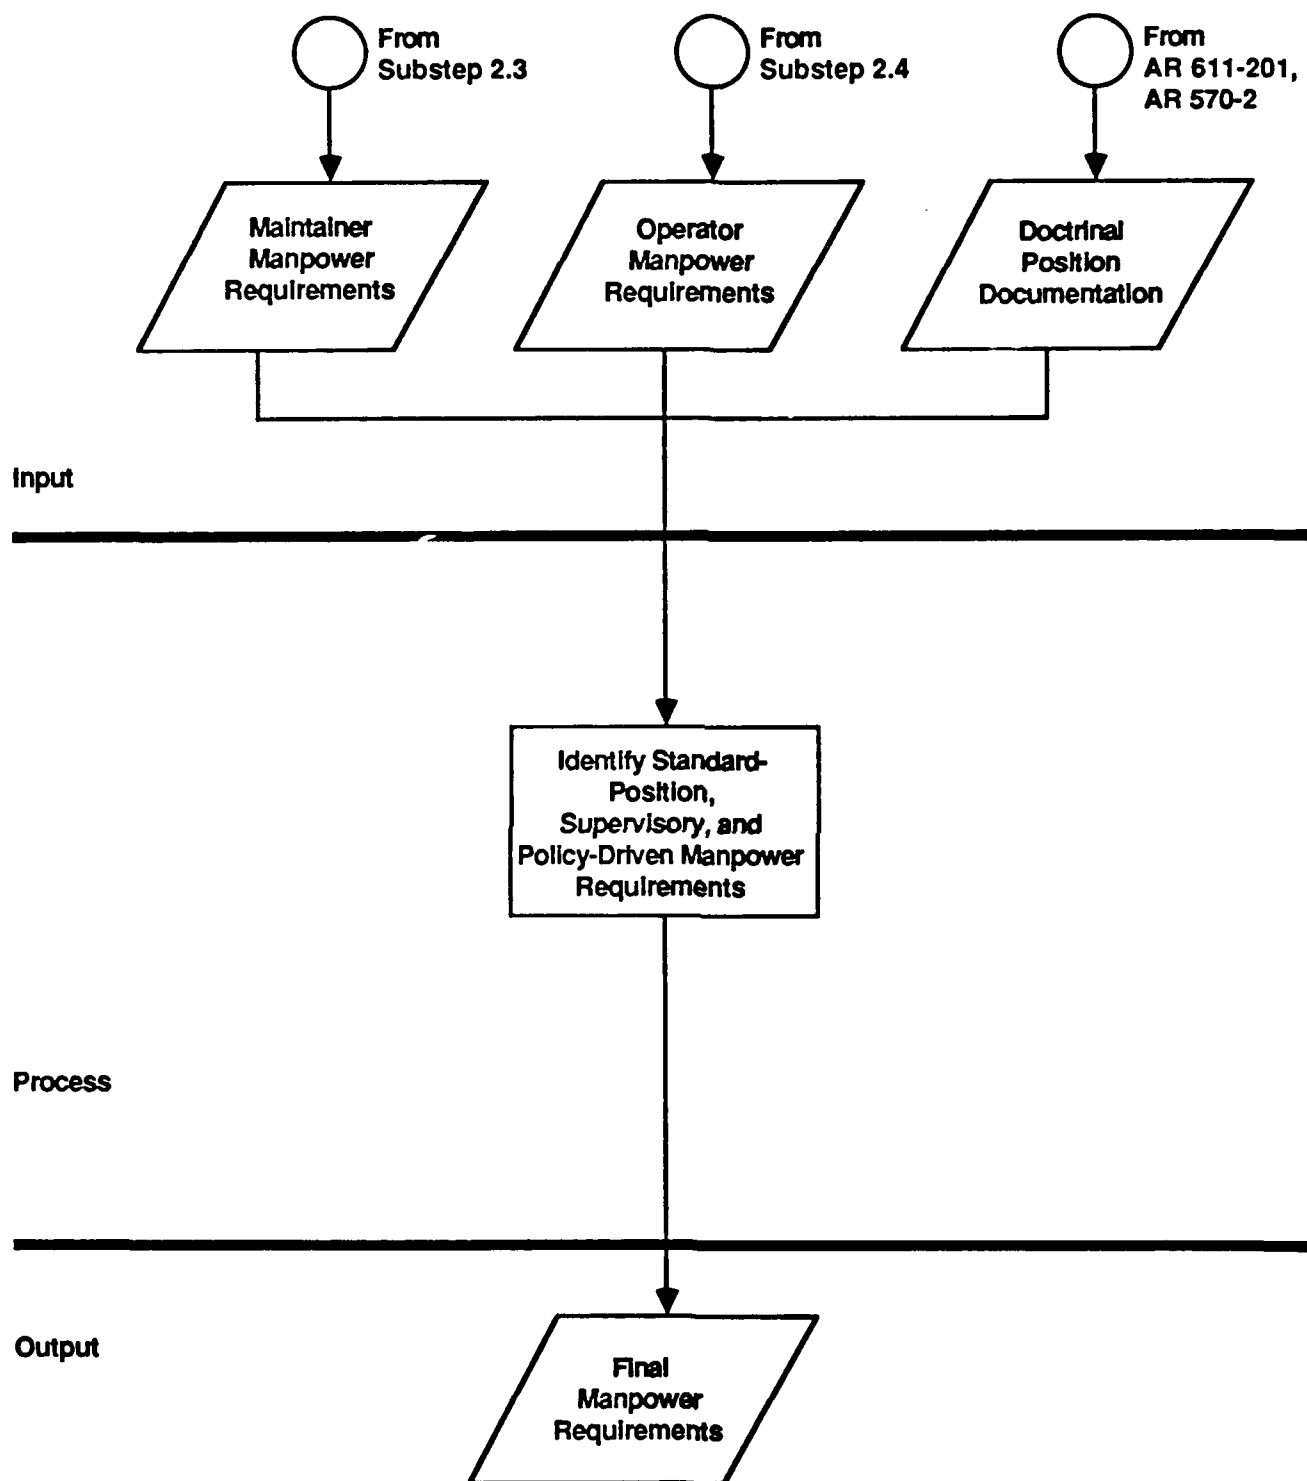 From
Substep 2.3
From
Substep 2.4
From
AR 611-201,
AR 570-2
Maintainer
Manpower
Requirements
Operator
Manpower
Requirements
Doctrinal
Position
Documentation
Input
Identify Standard-
Position,
Supervisory, and
Policy-Driven Manpower
Requirements
Process
Output
Final
Manpower
Requirements